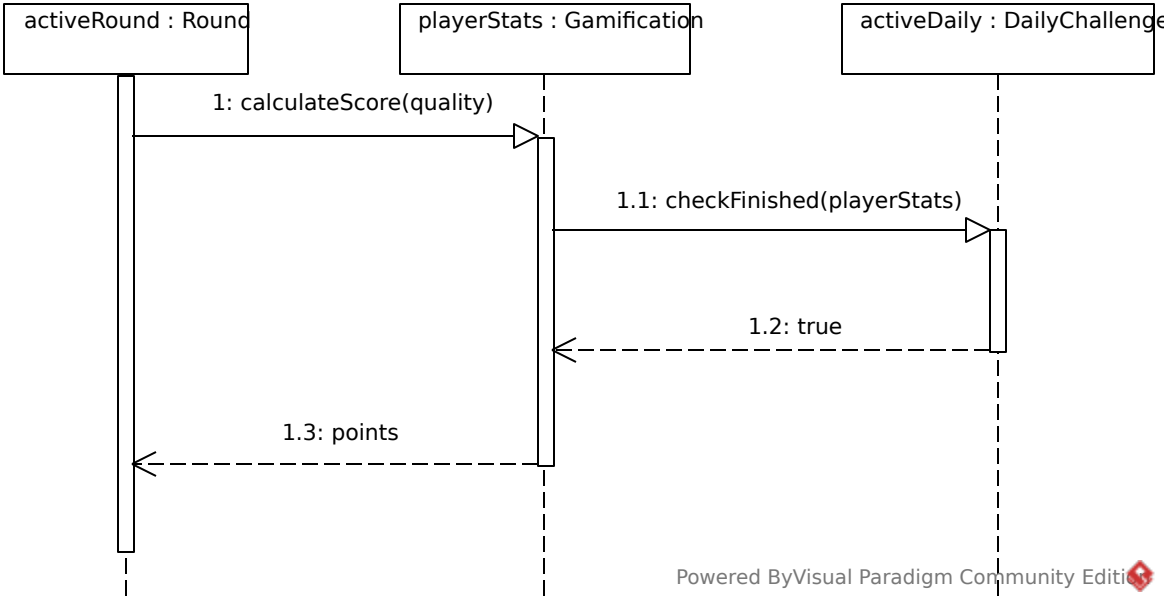 activeRound : Round
playerStats : Gamification
activeDaily : DailyChallenge
1: calculateScore(quality)
1.1: checkFinished(playerStats)
1.2: true
1.3: points
Powered ByVisual Paradigm Community Edition